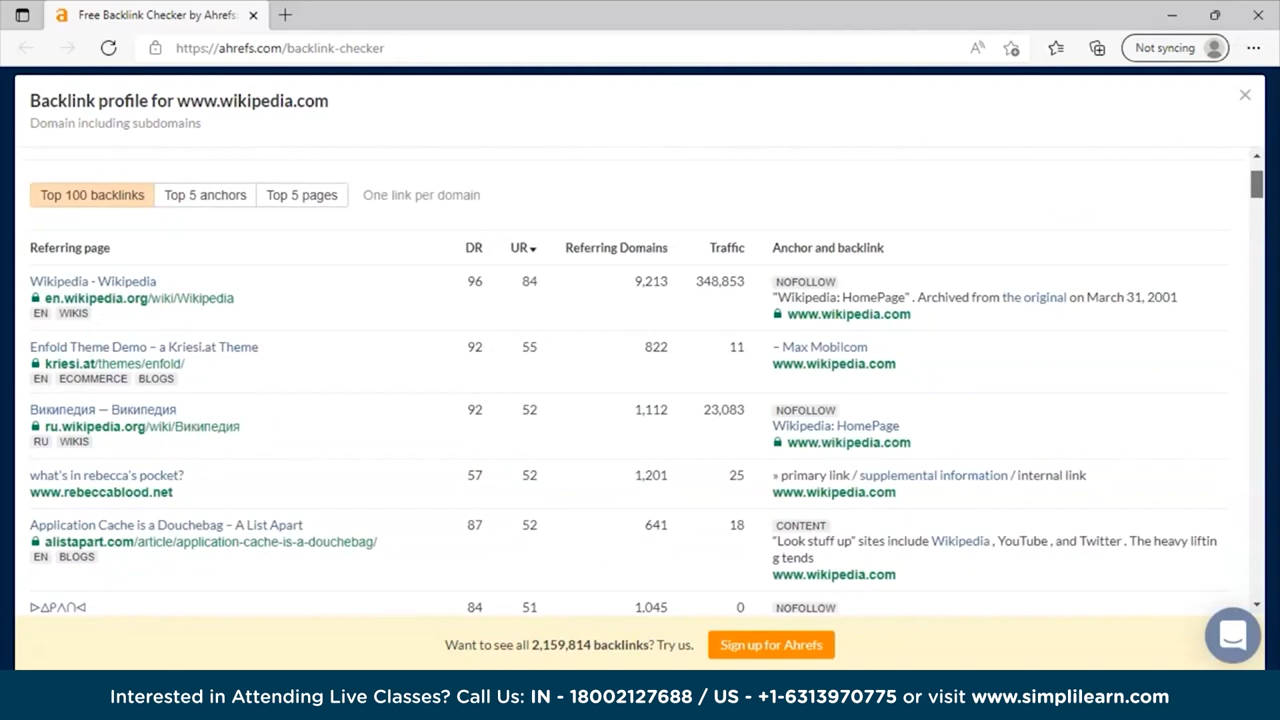 Free Backlink Checker by Ahrefs
https://ahrefs.com/backlink-checker
Not syncing
Backlink profile for www.wikipedia.com
Domain including subdomains
Top 100 backlinks Top 5 anchors Top 5 pages One link per domain
Referring page DR UR Referring Domains Traffic Anchor and backlink
Wikipedia - Wikipedia 96 84 9,213 348,853 NOFOLLOW
en.wikipedia.org/wiki/Wikipedia "Wikipedia: HomePage" . Archived from the original on March 31, 2001
EN WIKIS www.wikipedia.com
Enfold Theme Demo – a Kriesi.at Theme 92 55 822 11 – Max Mobilcom
kriesi.at/themes/enfold/ www.wikipedia.com
EN ECOMMERCE BLOGS
Википедия — Википедия 92 52 1,112 23,083 NOFOLLOW
ru.wikipedia.org/wiki/Википедия Wikipedia: HomePage
RU WIKIS www.wikipedia.com
what's in rebecca's pocket? 57 52 1,201 25 » primary link / supplemental information / internal link
www.rebeccablood.net www.wikipedia.com
Application Cache is a Douchebag – A List Apart 87 52 641 18 CONTENT
alistapart.com/article/application-cache-is-a-douchebag/ "Look stuff up" sites include Wikipedia , YouTube , and Twitter . The heavy liftin
EN BLOGS g tends
www.wikipedia.com
ᐅᐃᑭᐱᑎᐊ 84 51 1,045 0 NOFOLLOW
Want to see all 2,159,814 backlinks? Try us. Sign up for Ahrefs
Interested in Attending Live Classes? Call Us: IN - 18002127688 / US - +1-6313970775 or visit www.simplilearn.com